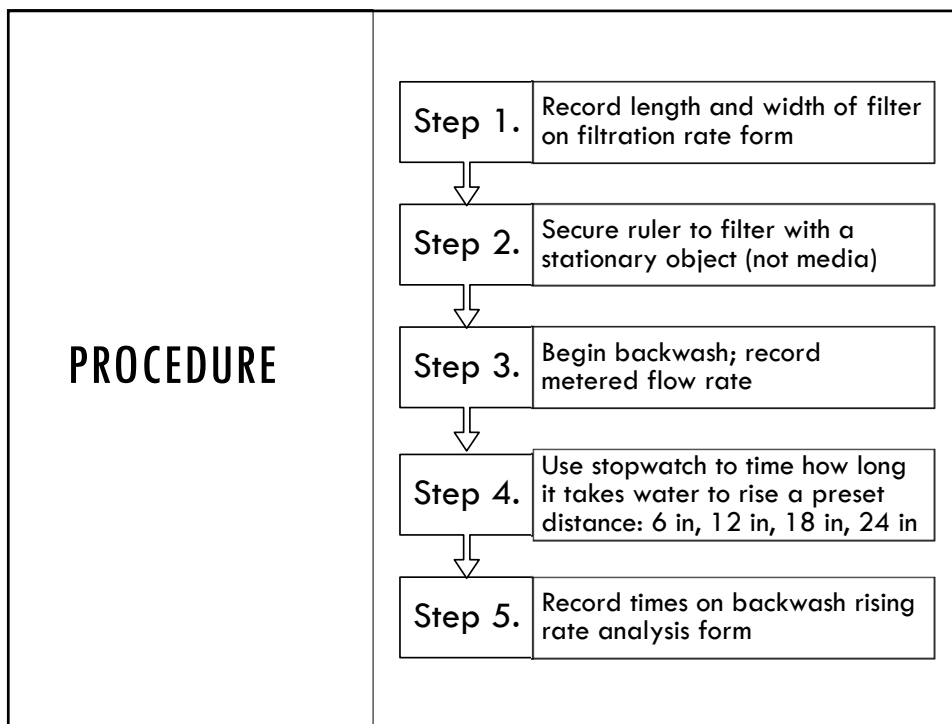 PROCEDURE
Step 1.
Record length and width of filter
on filtration rate form
Step 2.
Secure ruler to filter with a
stationary object (not media)
Step 3.
Begin backwash; record
metered flow rate
Step 4.
Use stopwatch to time how long
it takes water to rise a preset
distance: 6 in, 12 in, 18 in, 24 in
Step 5.
Record times on backwash rising
rate analysis form